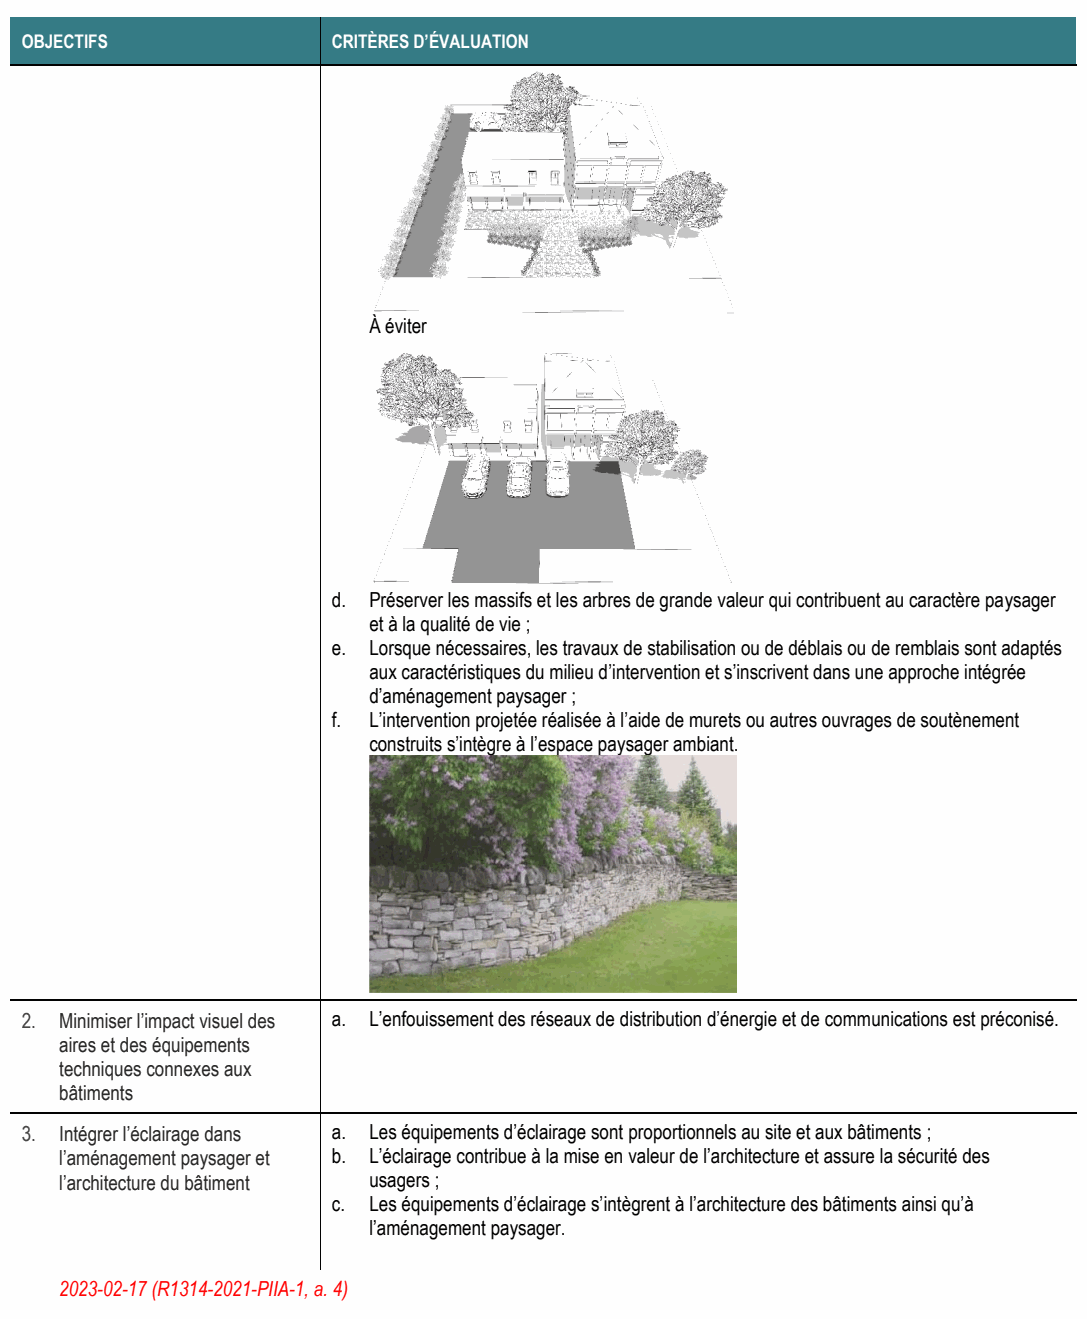 OBJECTIFS
CRITÈRES D’ÉVALUATION
À éviter
d. Préserver les massifs et les arbres de grande valeur qui contribuent au caractère paysager
et à la qualité de vie ;
e. Lorsque nécessaires, les travaux de stabilisation ou de déblais ou de remblais sont adaptés
aux caractéristiques du milieu d’intervention et s’inscrivent dans une approche intégrée
d’aménagement paysager ;
f. L’intervention projetée réalisée à l’aide de murets ou autres ouvrages de soutènement
construits s’intègre à l’espace paysager ambiant.
2. Minimiser l’impact visuel des
aires et des équipements
techniques connexes aux
bâtiments
a. L’enfouissement des réseaux de distribution d’énergie et de communications est préconisé.
3. Intégrer l’éclairage dans
l’aménagement paysager et
l’architecture du bâtiment
a. Les équipements d’éclairage sont proportionnels au site et aux bâtiments ;
b. L’éclairage contribue à la mise en valeur de l’architecture et assure la sécurité des
usagers ;
c. Les équipements d’éclairage s’intègrent à l’architecture des bâtiments ainsi qu’à
l’aménagement paysager.
2023-02-17 (R1314-2021-PIIA-1, a. 4)